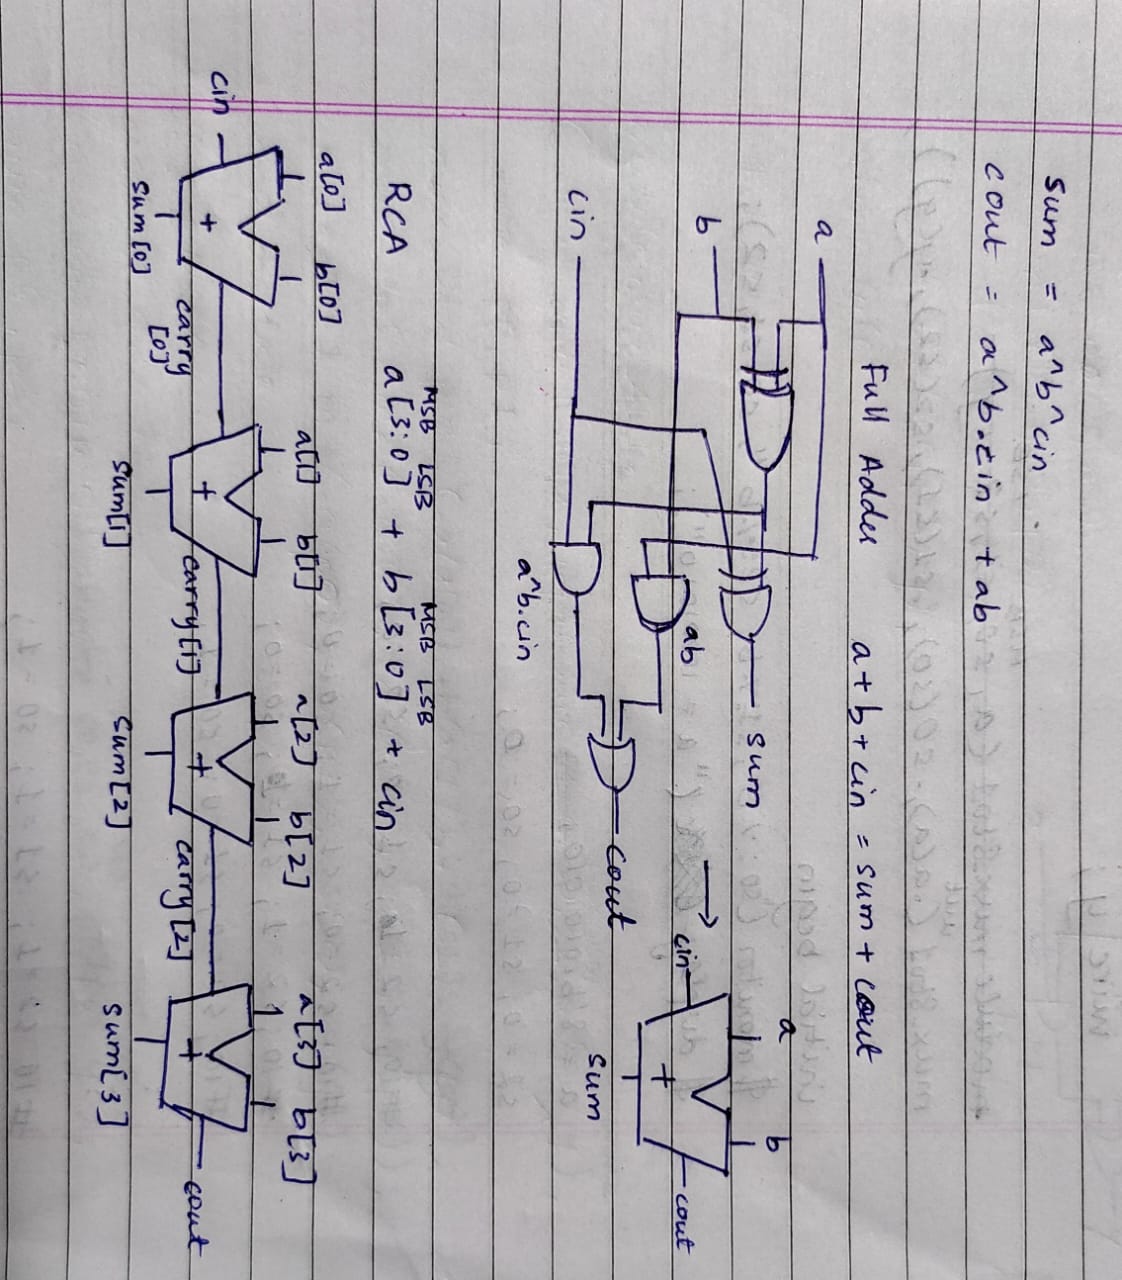 sum = a^b^cin.
cout = a^b.cin + ab
Full Adder a+b+cin = sum + cout
a
b
cin
sum
ab
a^b.cin
cout
→
a b
cin + cout
sum
MSB LSB MSB LSB
RCA a[3:0] + b[3:0] + cin
a[0] b[0] a[1] b[1] a[2] b[2] a[3] b[3]
cin + carry[0] + carry[1] + carry[2] + cout
sum[0] sum[1] sum[2] sum[3]